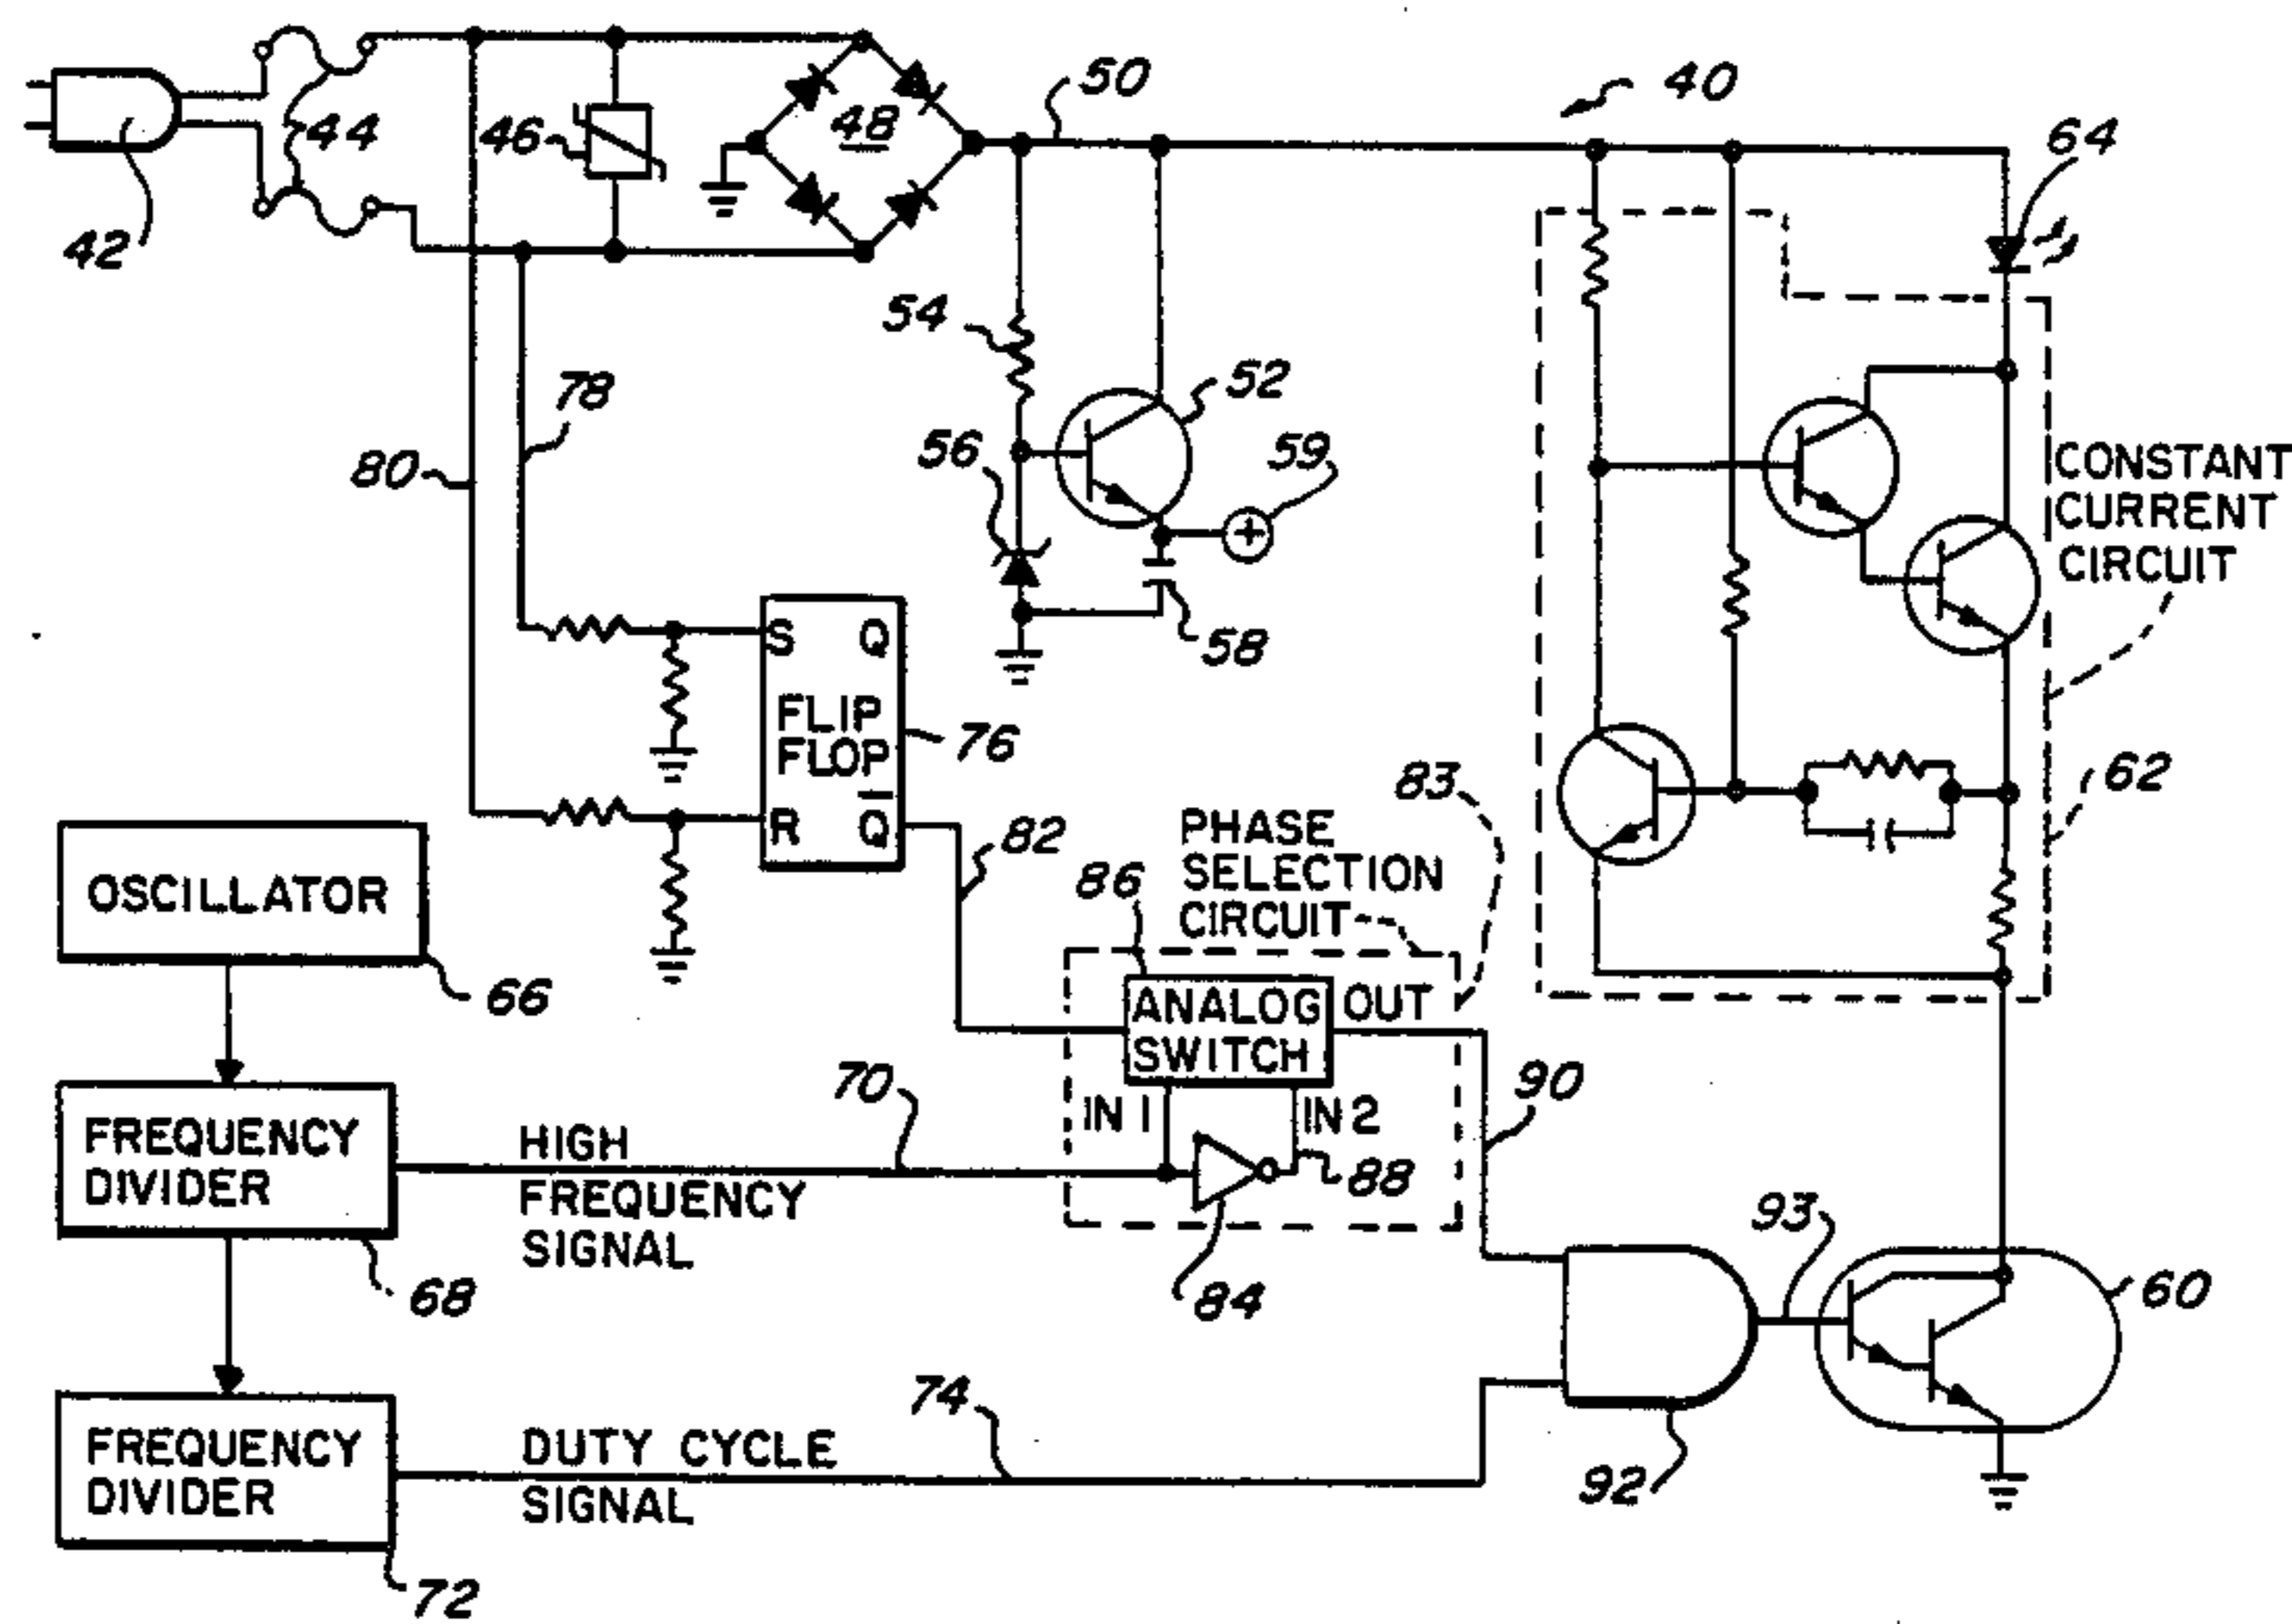 50
40
64
44
46
48
42
54
52
78
56
59
80
CONSTANT
CURRENT
CIRCUIT
S Q
58
FLIP
FLOP
76
83
62
R Q̅
82
PHASE
SELECTION
CIRCUIT
86
OSCILLATOR
66
ANALOG
SWITCH
OUT
70
90
IN 1
IN 2
FREQUENCY
DIVIDER
HIGH
FREQUENCY
SIGNAL
88
93
68
84
60
74
FREQUENCY
DIVIDER
DUTY CYCLE
SIGNAL
92
72